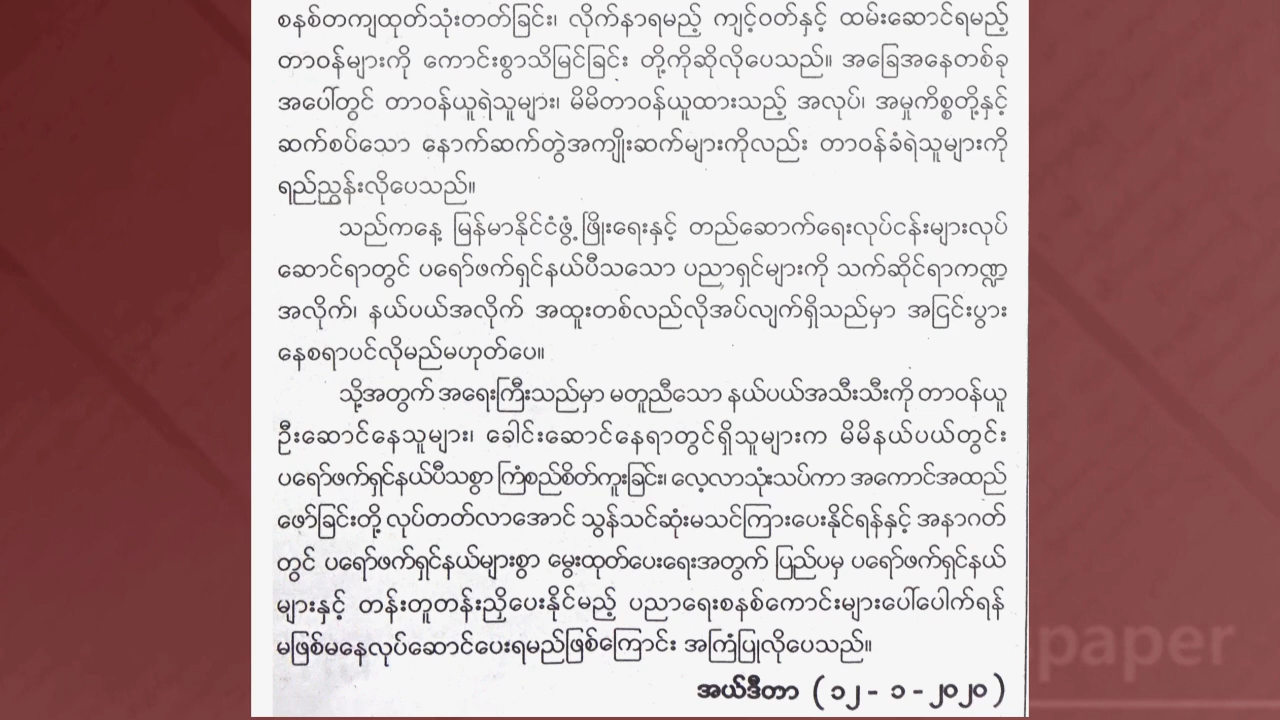 စနစ်တကျထုတ်သုံးတတ်ခြင်း၊ လိုက်နာရမည့် ကျင့်ဝတ်နှင့် ထမ်းဆောင်ရမည့်
တာဝန်များကို ကောင်းစွာသိမြင်ခြင်း တို့ကိုဆိုလိုပေသည်။ အခြေအနေတစ်ခု
အပေါ်တွင် တာဝန်ယူရဲသူများ၊ မိမိတာဝန်ယူထားသည့် အလုပ်၊ အမှုကိစ္စတို့နှင့်
ဆက်စပ်သော နောက်ဆက်တွဲအကျိုးဆက်များကိုလည်း တာဝန်ခံရဲသူများကို
ရည်ညွှန်းလိုပေသည်။
သည်ကနေ့ မြန်မာနိုင်ငံဖွံ့ဖြိုးရေးနှင့် တည်ဆောက်ရေးလုပ်ငန်းများလုပ်
ဆောင်ရာတွင် ပရော်ဖက်ရှင်နယ်ပီသသော ပညာရှင်များကို သက်ဆိုင်ရာကဏ္ဍ
အလိုက်၊ နယ်ပယ်အလိုက် အထူးတစ်လည်လိုအပ်လျက်ရှိသည်မှာ အငြင်းပွား
နေစရာပင်လိုမည်မဟုတ်ပေ။
သို့အတွက် အရေးကြီးသည်မှာ မတူညီသော နယ်ပယ်အသီးသီးကို တာဝန်ယူ
ဦးဆောင်နေသူများ၊ ခေါင်းဆောင်နေရာတွင်ရှိသူများက မိမိနယ်ပယ်တွင်း
ပရော်ဖက်ရှင်နယ်ပီသစွာ ကြံစည်စိတ်ကူးခြင်း၊ လေ့လာသုံးသပ်ကာ အကောင်အထည်
ဖော်ခြင်းတို့ လုပ်တတ်လာအောင် သွန်သင်ဆုံးမသင်ကြားပေးနိုင်ရန်နှင့် အနာဂတ်
တွင် ပရော်ဖက်ရှင်နယ်များစွာ မွေးထုတ်ပေးရေးအတွက် ပြည်ပမှ ပရော်ဖက်ရှင်နယ်
များနှင့် တန်းတူတန်းညှိပေးနိုင်မည့် ပညာရေးစနစ်ကောင်းများပေါ်ပေါက်ရန်
မဖြစ်မနေလုပ်ဆောင်ပေးရမည်ဖြစ်ကြောင်း အကြံပြုလိုပေသည်။
အယ်ဒီတာ ( ၁၂ - ၁ - ၂၀၂၀ )
paper